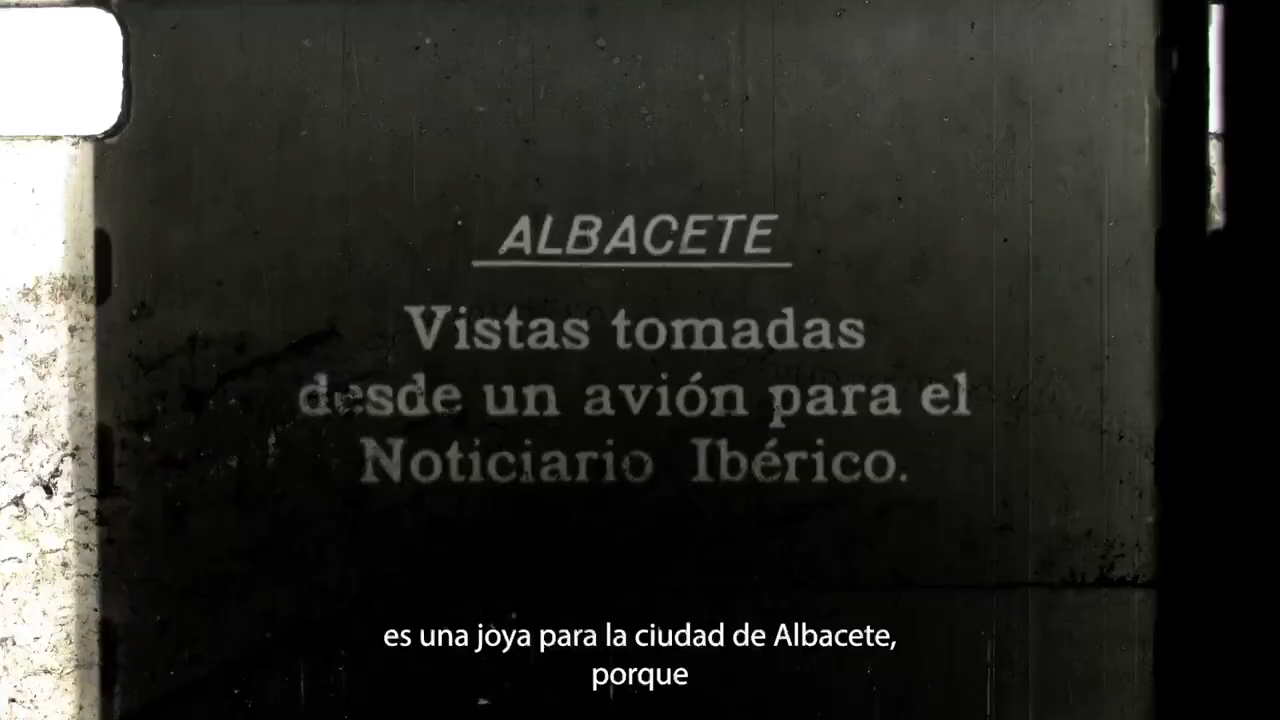 ALBACETE
Vistas tomadas
desde un avión para el
Noticiario Ibérico.
es una joya para la ciudad de Albacete,
porque